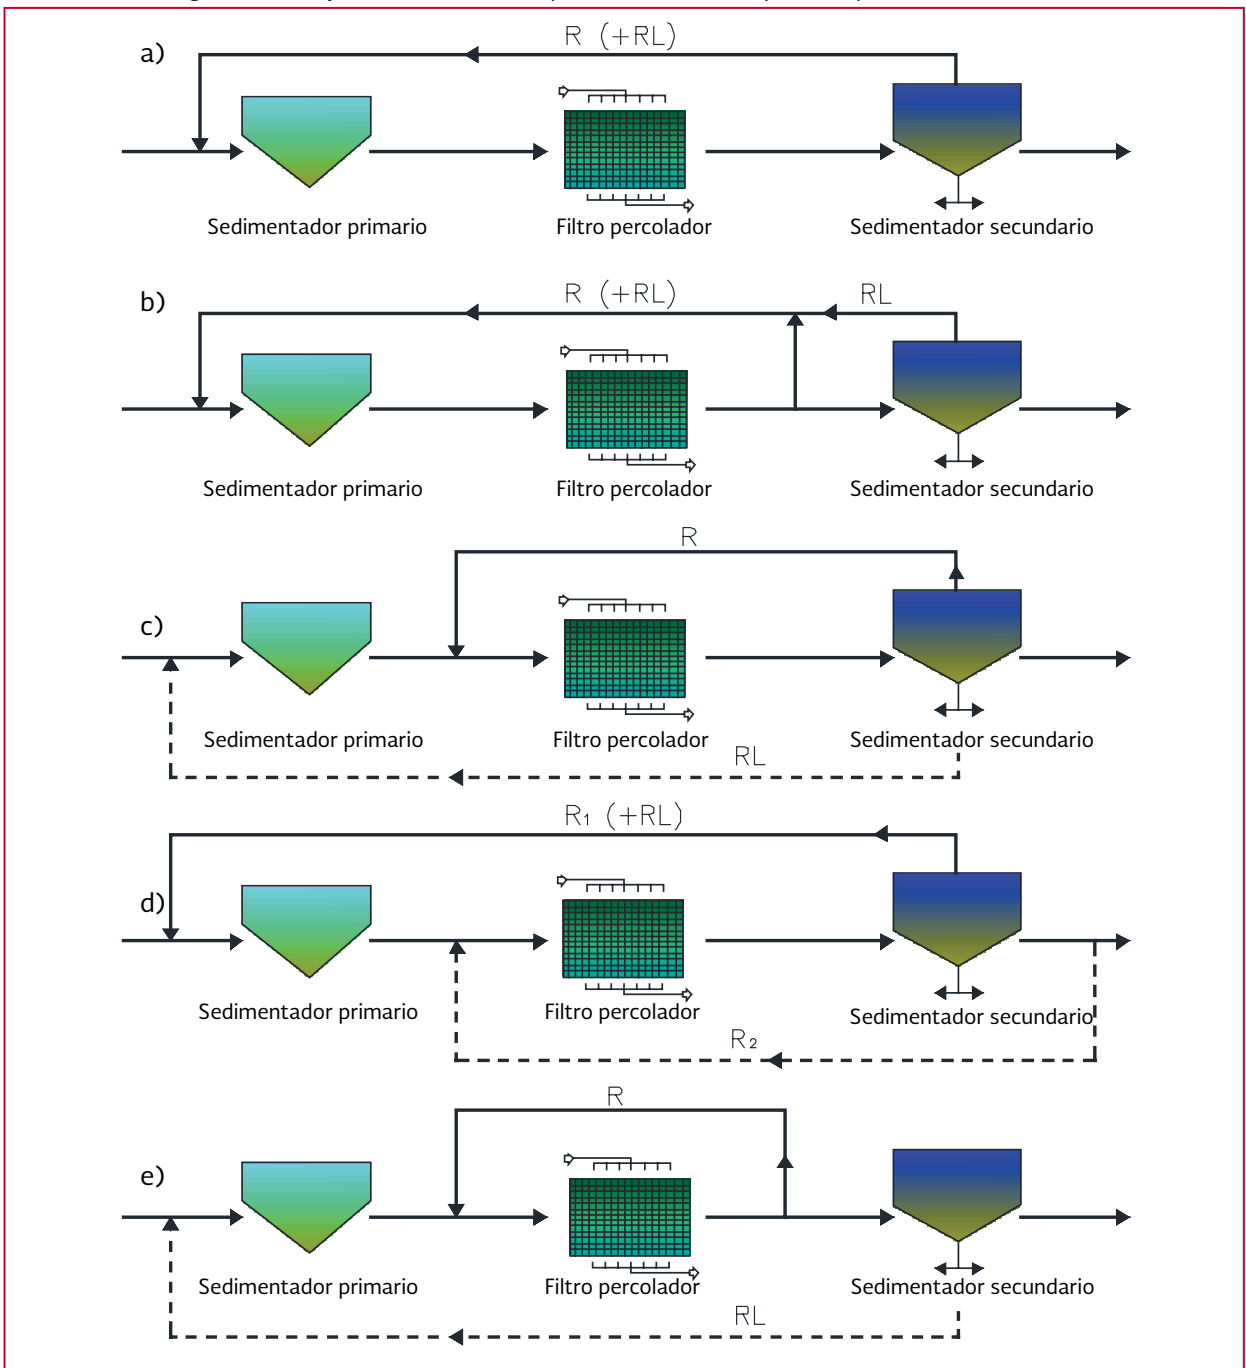 a)
R (+RL)
Sedimentador primario
Filtro percolador
Sedimentador secundario
b)
R (+RL)
RL
Sedimentador primario
Filtro percolador
Sedimentador secundario
c)
R
Sedimentador primario
Filtro percolador
Sedimentador secundario
RL
d)
R₁ (+RL)
Sedimentador primario
Filtro percolador
Sedimentador secundario
R₂
e)
R
Sedimentador primario
Filtro percolador
Sedimentador secundario
RL